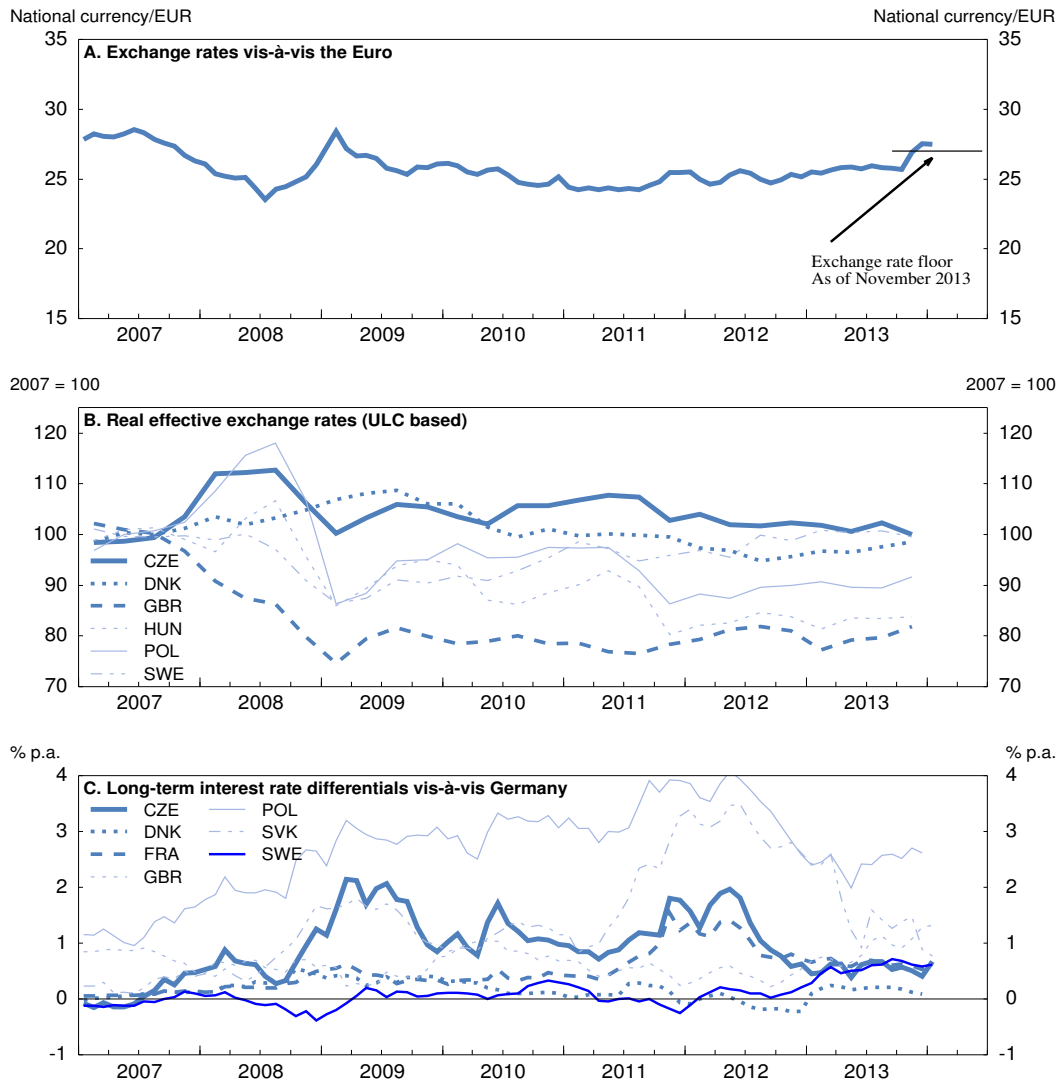 National currency/EUR National currency/EUR
35 35
A. Exchange rates vis-à-vis the Euro
30 30
25 25
20 20
Exchange rate floor
As of November 2013
15 15
2007 2008 2009 2010 2011 2012 2013
2007 = 100 2007 = 100
B. Real effective exchange rates (ULC based)
120 120
110 110
100 100
CZE
DNK
90 90
GBR
HUN
80 80
POL
SWE
70 70
2007 2008 2009 2010 2011 2012 2013
% p.a. % p.a.
4 4
C. Long-term interest rate differentials vis-à-vis Germany
CZE POL
DNK SVK
3 3
FRA SWE
GBR
2 2
1 1
0 0
-1 -1
2007 2008 2009 2010 2011 2012 2013